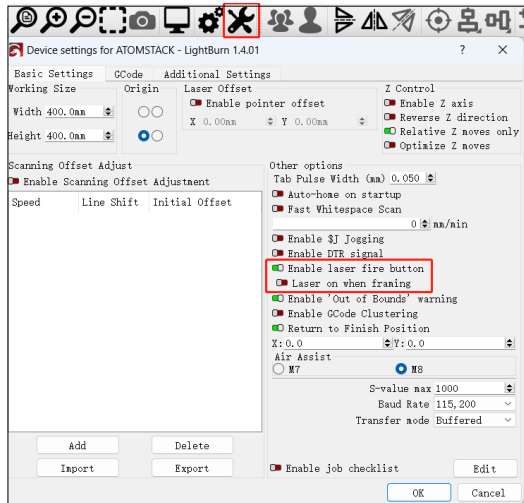 Device settings for ATOMSTACK - LightBurn 1.4.01
? ×
Basic Settings GCode Additional Settings
Working Size
Width 400.0mm
Height 400.0mm
Origin
Laser Offset
Enable pointer offset
X 0.00mm Y 0.00mm
Z Control
Enable Z axis
Reverse Z direction
Relative Z moves only
Optimize Z moves
Scanning Offset Adjust
Enable Scanning Offset Adjustment
Speed Line Shift Initial Offset
Add Delete
Import Export
Other options
Tab Pulse Width (mm) 0.050
Auto-home on startup
Fast Whitespace Scan
0 mm/min
Enable $J Jogging
Enable DTR signal
Enable laser fire button
Laser on when framing
Enable 'Out of Bounds' warning
Enable GCode Clustering
Return to Finish Position
X: 0.0 Y: 0.0
Air Assist
M7 M8
S-value max 1000
Baud Rate 115,200
Transfer mode Buffered
Enable job checklist Edit
OK Cancel